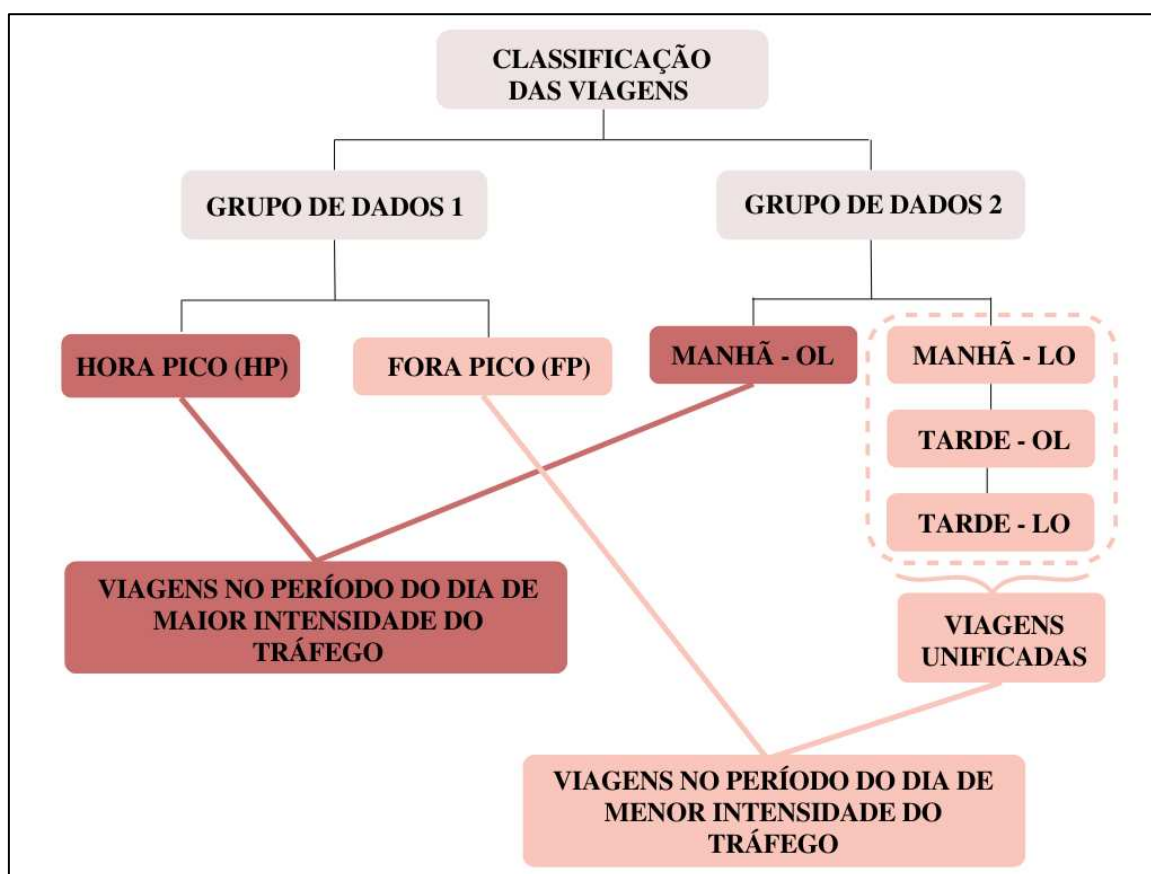 CLASSIFICAÇÃO
DAS VIAGENS
GRUPO DE DADOS 1
GRUPO DE DADOS 2
HORA PICO (HP)
FORA PICO (FP)
MANHÃ - OL
MANHÃ - LO
TARDE - OL
TARDE - LO
VIAGENS NO PERÍODO DO DIA DE
MAIOR INTENSIDADE DO
TRÁFEGO
VIAGENS
UNIFICADAS
VIAGENS NO PERÍODO DO DIA DE
MENOR INTENSIDADE DO
TRÁFEGO